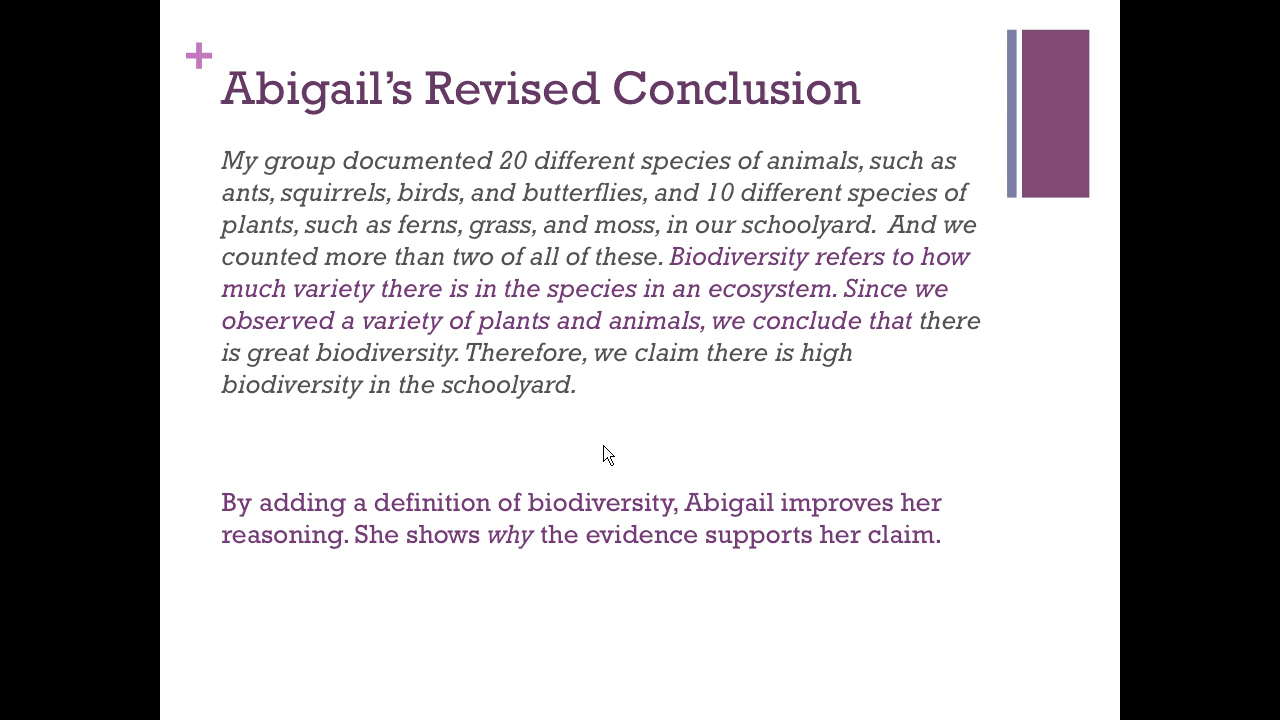 +
Abigail’s Revised Conclusion
My group documented 20 different species of animals, such as
ants, squirrels, birds, and butterflies, and 10 different species of
plants, such as ferns, grass, and moss, in our schoolyard.  And we
counted more than two of all of these. Biodiversity refers to how
much variety there is in the species in an ecosystem. Since we
observed a variety of plants and animals, we conclude that there
is great biodiversity. Therefore, we claim there is high
biodiversity in the schoolyard.
By adding a definition of biodiversity, Abigail improves her
reasoning. She shows why the evidence supports her claim.